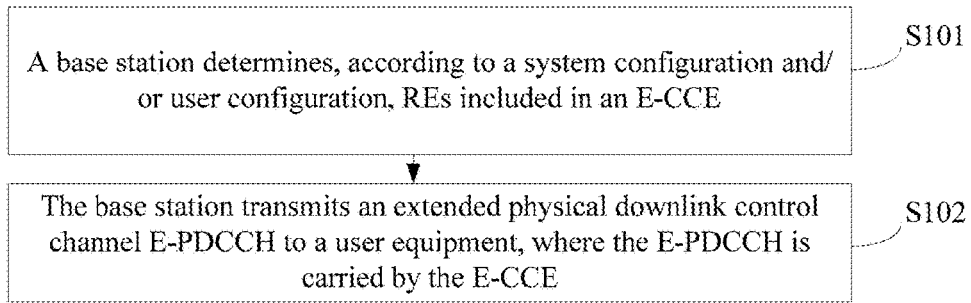 A base station determines, according to a system configuration and/
or user configuration, REs included in an E-CCE
S101
The base station transmits an extended physical downlink control
channel E-PDCCH to a user equipment, where the E-PDCCH is
carried by the E-CCE
S102